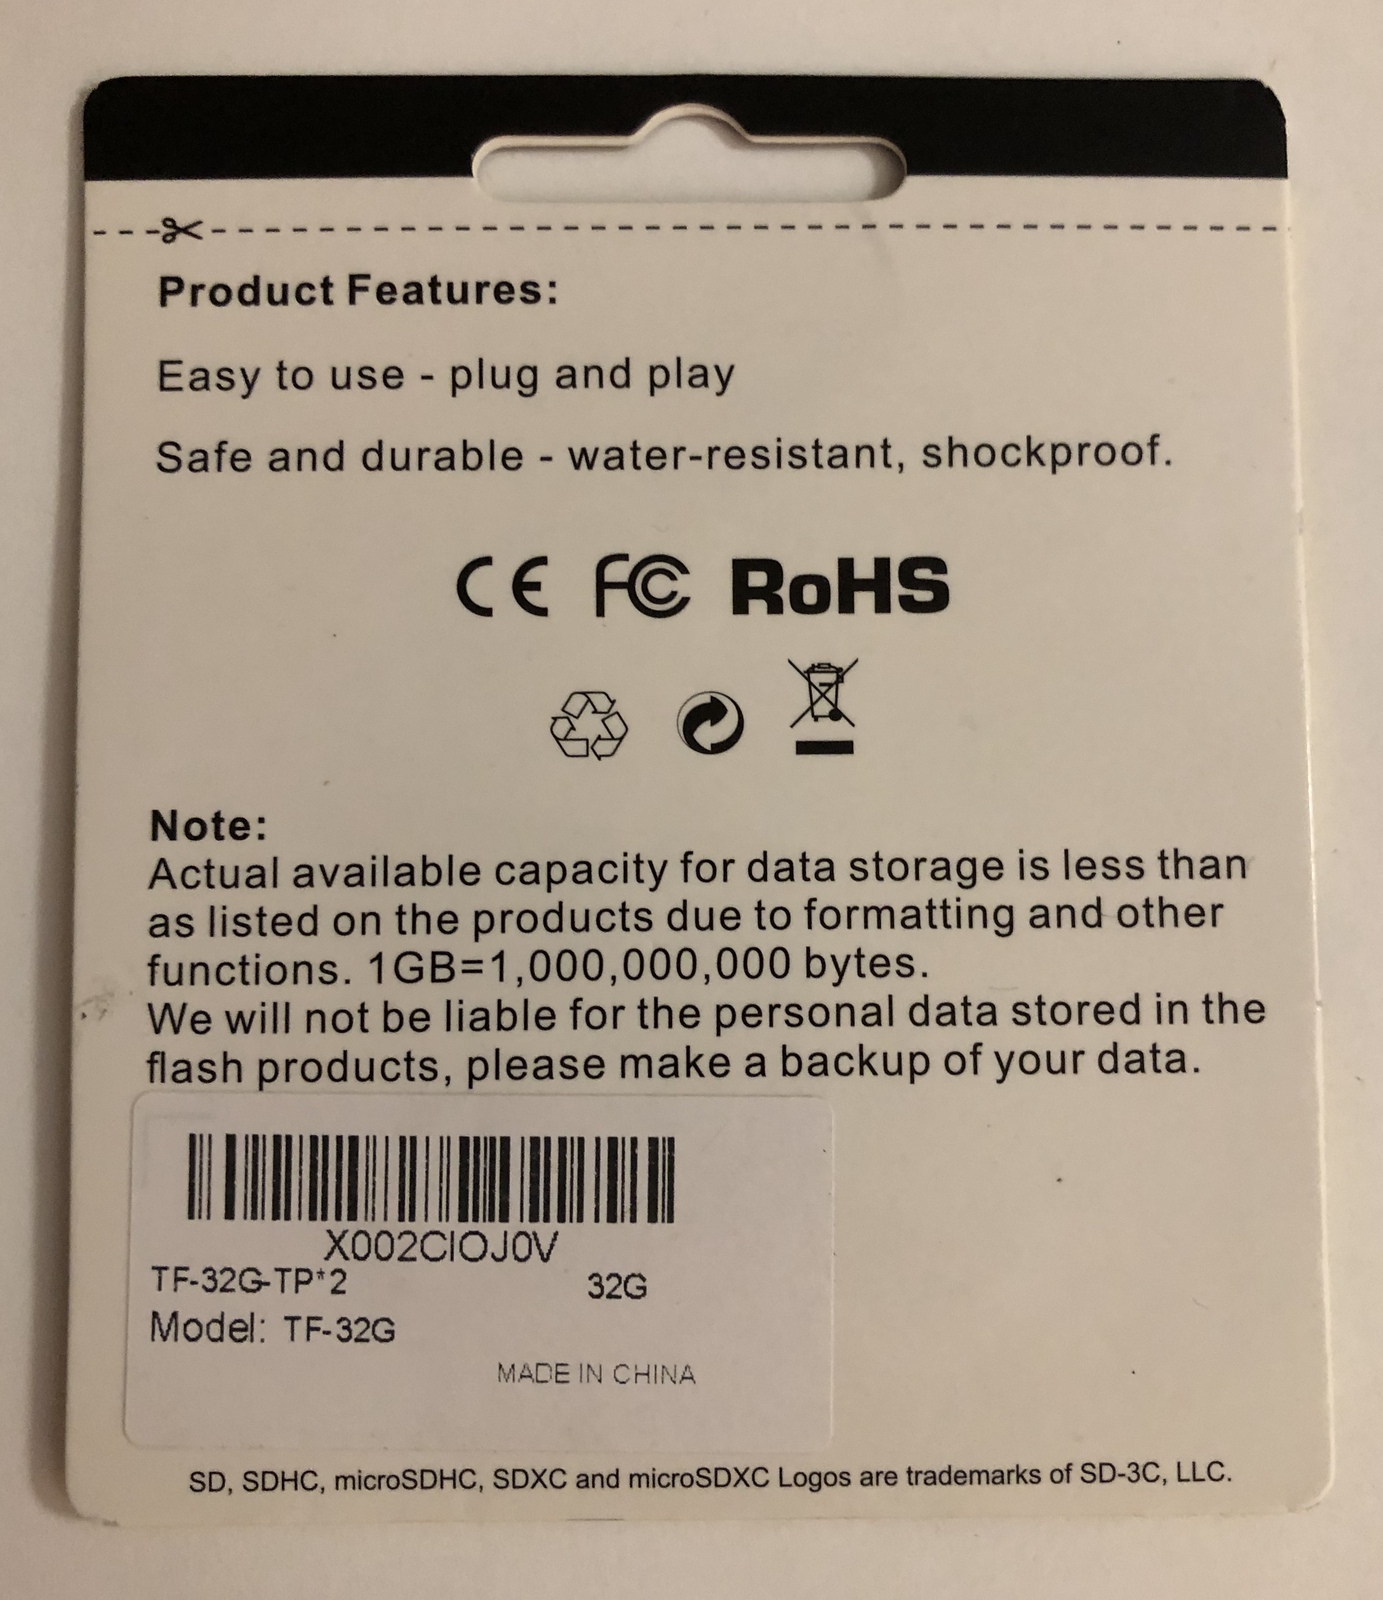 Product Features:
Easy to use - plug and play
Safe and durable - water-resistant, shockproof.
CE FC RoHS
Note:
Actual available capacity for data storage is less than
as listed on the products due to formatting and other
functions. 1GB=1,000,000,000 bytes.
We will not be liable for the personal data stored in the
flash products, please make a backup of your data.
X002CIOJ0V
TF-32G-TP*2 32G
Model: TF-32G
MADE IN CHINA
SD, SDHC, microSDHC, SDXC and microSDXC Logos are trademarks of SD-3C, LLC.